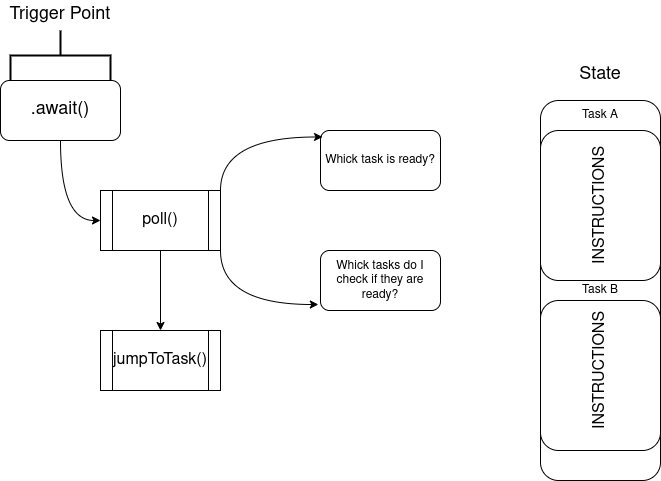 Trigger Point
.await()
poll()
jumpToTask()
Whick task is ready?
Whick tasks do I
check if they are
ready?
State
Task A
INSTRUCTIONS
Task B
INSTRUCTIONS